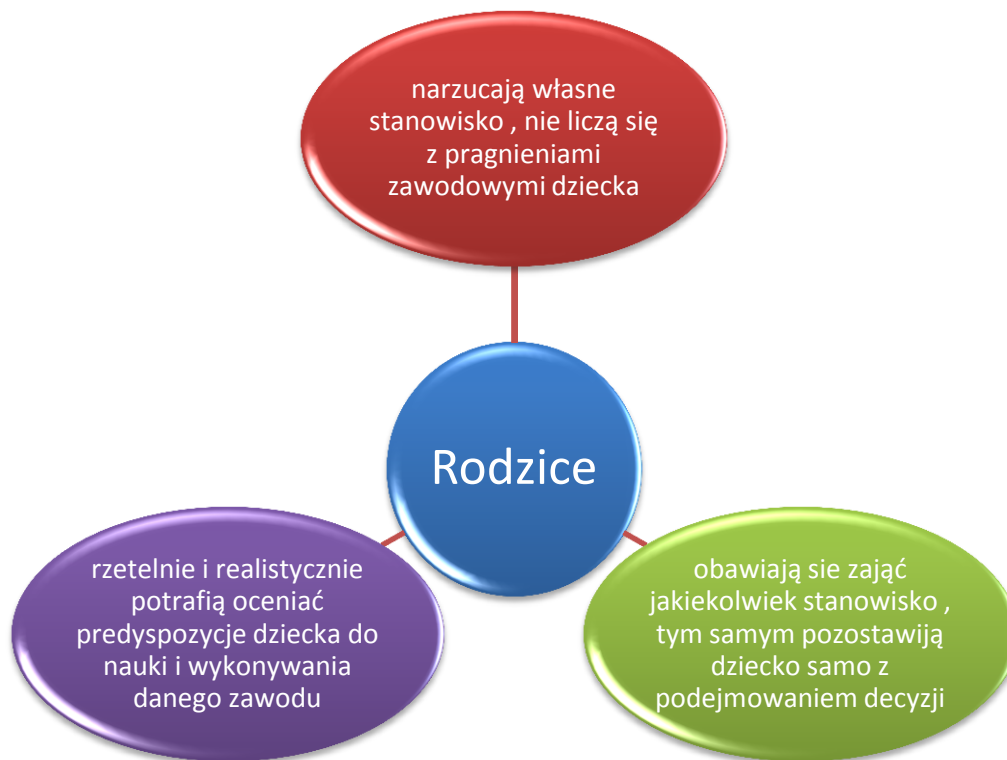 narzucają własne
stanowisko , nie liczą się
z pragnieniami
zawodowymi dziecka
Rodzice
rzetelnie i realistycznie
potrafią oceniać
predyspozycje dziecka do
nauki i wykonywania
danego zawodu
obawiają sie zająć
jakiekolwiek stanowisko ,
tym samym pozostawiją
dziecko samo z
podejmowaniem decyzji